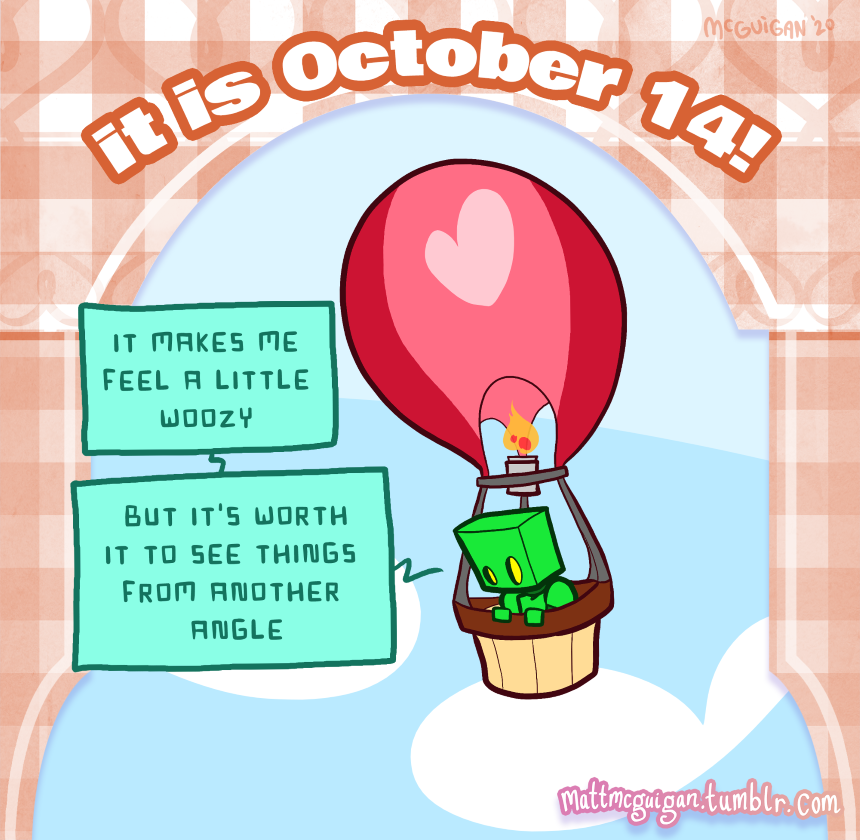 McGUiGAN '20
it is October 14!
IT MAKES ME
FEEL A LITTLE
WOOZY
BUT IT'S WORTH
IT TO SEE THINGS
FROM ANOTHER
ANGLE
mattmcguigan.tumblr.com